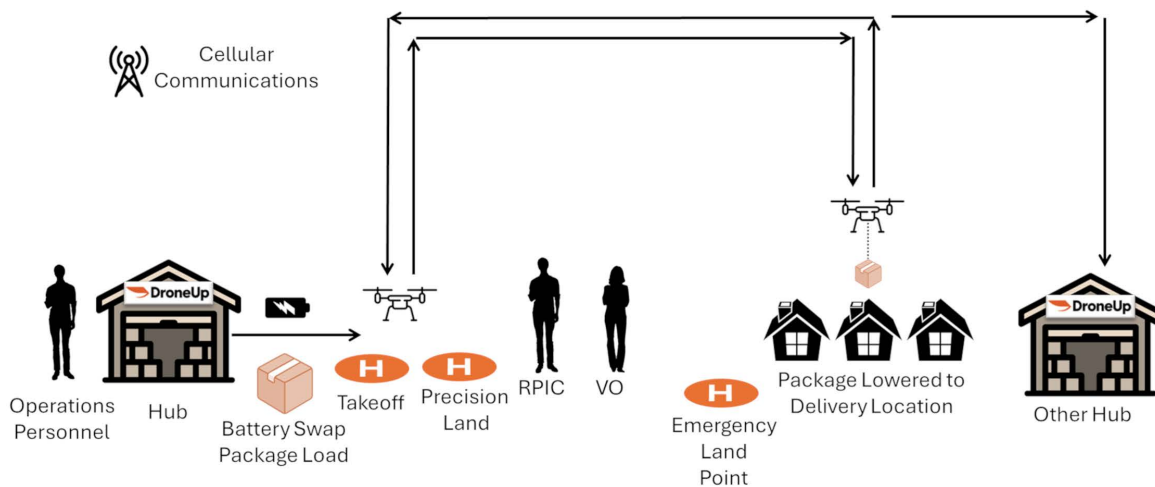 Cellular
Communications
DroneUp
DroneUp
H
H
H
Operations
Personnel
Hub
Battery Swap
Package Load
Takeoff
Precision
Land
RPIC
VO
Emergency
Land
Point
Package Lowered to
Delivery Location
Other Hub